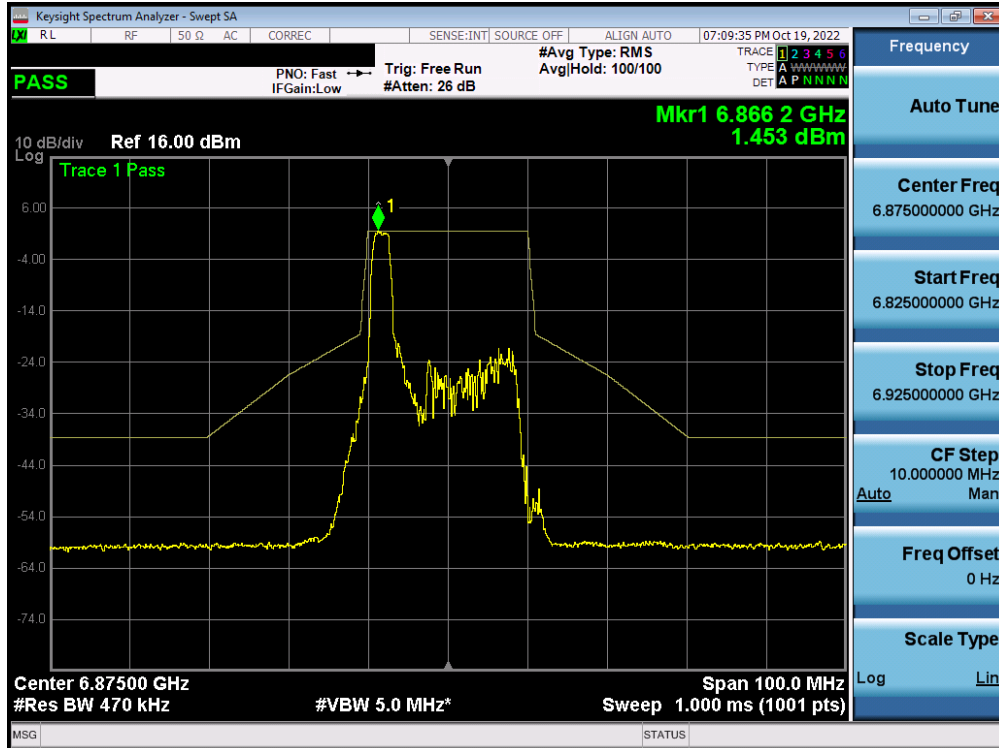 Keysight Spectrum Analyzer - Swept SA
LXI RL RF 50 Ω AC CORREC SENSE:INT SOURCE OFF ALIGN AUTO 07:09:35 PM Oct 19, 2022
PASS
PNO: Fast
IFGain:Low
Trig: Free Run
#Atten: 26 dB
#Avg Type: RMS
Avg|Hold: 100/100
TRACE 1 2 3 4 5 6
TYPE A WWWWW
DET A P N N N N
Mkr1 6.866 2 GHz
1.453 dBm
10 dB/div Ref 16.00 dBm
Log
Trace 1 Pass
1
6.00
-4.00
-14.0
-24.0
-34.0
-44.0
-54.0
-64.0
-74.0
Center 6.87500 GHz Span 100.0 MHz
#Res BW 470 kHz #VBW 5.0 MHz* Sweep 1.000 ms (1001 pts)
MSG STATUS
Frequency
Auto Tune
Center Freq
6.875000000 GHz
Start Freq
6.825000000 GHz
Stop Freq
6.925000000 GHz
CF Step
10.000000 MHz
Auto Man
Freq Offset
0 Hz
Scale Type
Log Lin